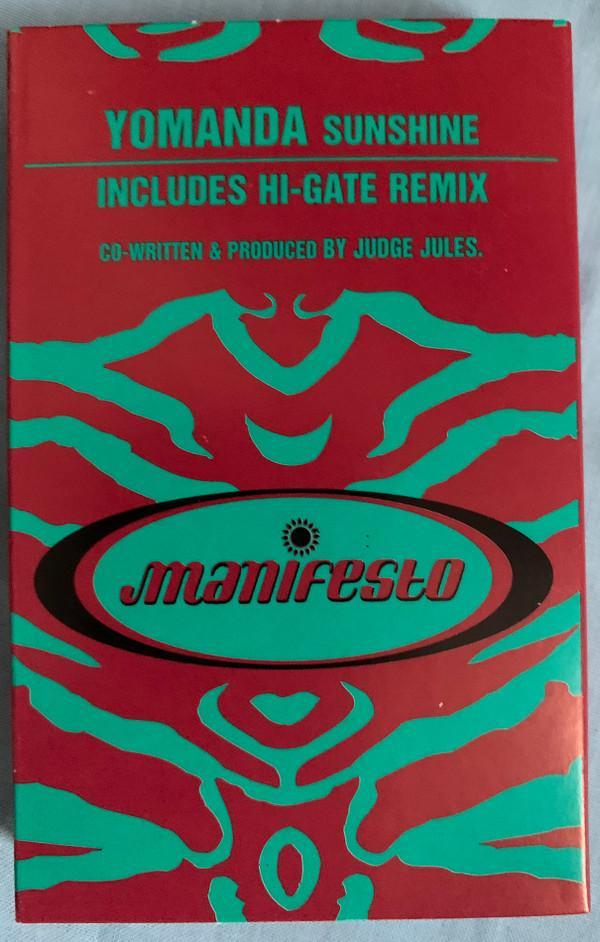 YOMANDA SUNSHINE
INCLUDES HI-GATE REMIX
CO-WRITTEN & PRODUCED BY JUDGE JULES.
manifesto